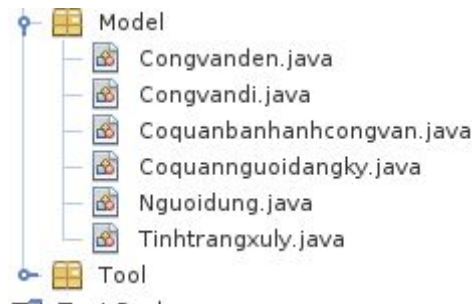 Model
Congvanden.java
Congvandi.java
Coquanbanhanhcongvan.java
Coquannguoidangky.java
Nguoidung.java
Tinhtrangxuly.java
Tool